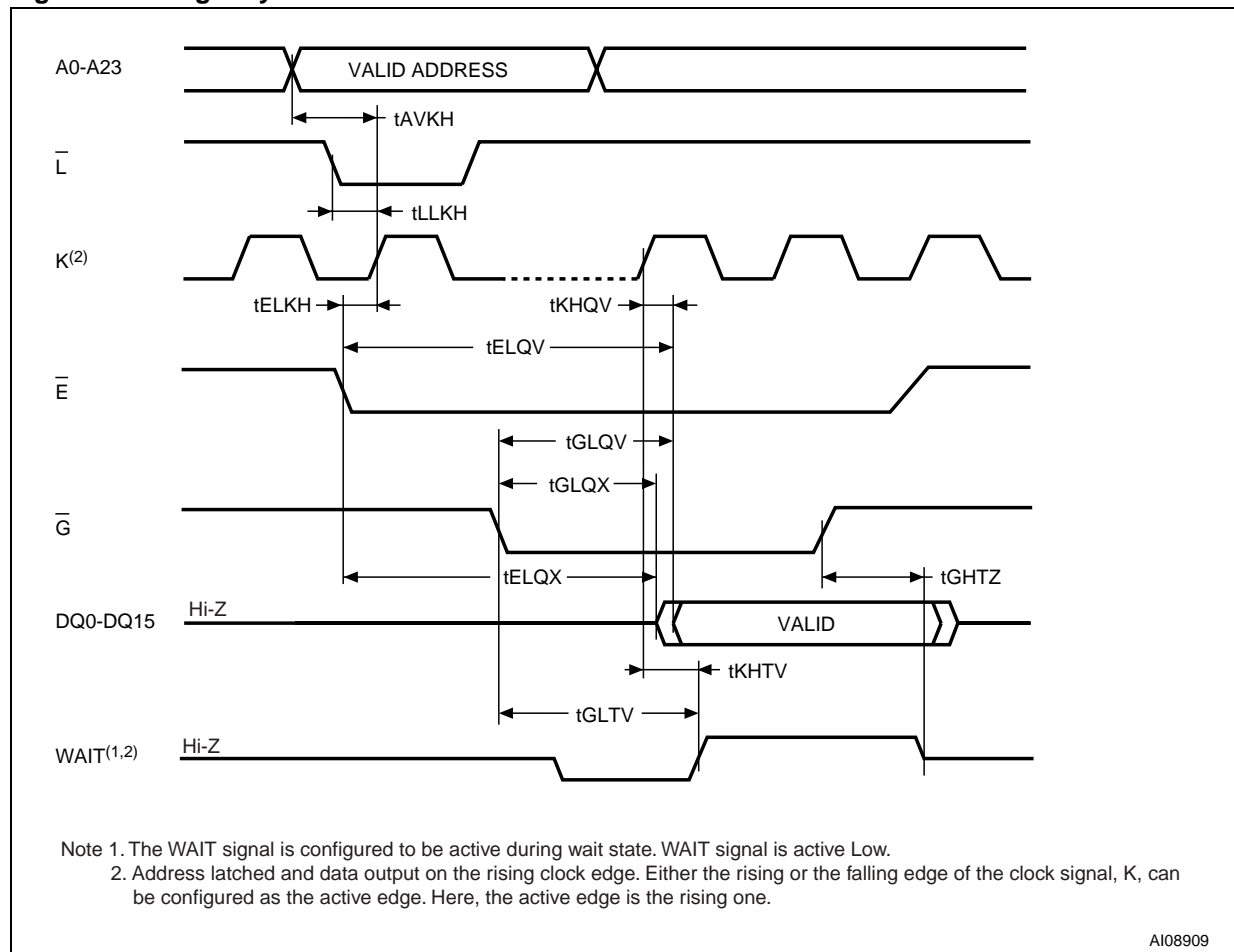 A0-A23
VALID ADDRESS
tAVKH
L
tLLKH
K(2)
tELKH
tKHQV
tELQV
E
tGLQV
tGLQX
G
tELQX
tGHTZ
DQ0-DQ15
Hi-Z
VALID
tKHTV
tGLTV
WAIT(1,2)
Hi-Z
Note 1. The WAIT signal is configured to be active during wait state. WAIT signal is active Low.
2. Address latched and data output on the rising clock edge. Either the rising or the falling edge of the clock signal, K, can
be configured as the active edge. Here, the active edge is the rising one.
AI08909